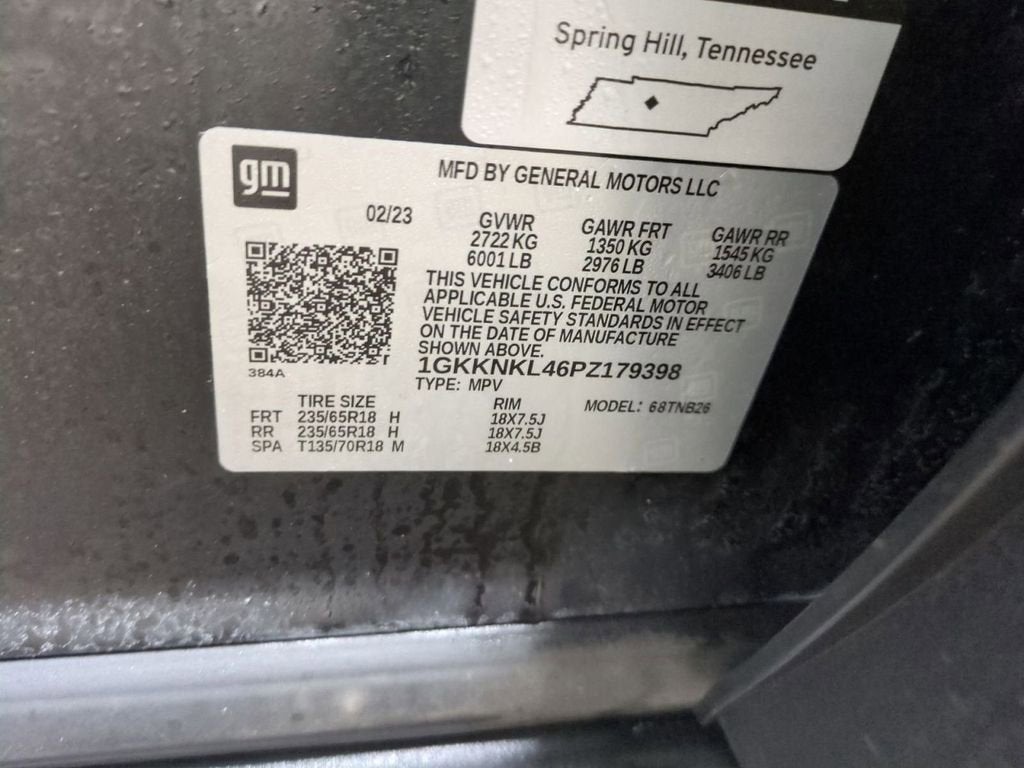 Spring Hill, Tennessee
gm
MFD BY GENERAL MOTORS LLC
02/23
GVWR GAWR FRT GAWR RR
2722 KG 1350 KG 1545 KG
6001 LB 2976 LB 3406 LB
THIS VEHICLE CONFORMS TO ALL
APPLICABLE U.S. FEDERAL MOTOR
VEHICLE SAFETY STANDARDS IN EFFECT
ON THE DATE OF MANUFACTURE
SHOWN ABOVE.
1GKKNKL46PZ179398
384A
TYPE: MPV
TIRE SIZE RIM MODEL: 68TNB26
FRT 235/65R18 H 18X7.5J
RR 235/65R18 H 18X7.5J
SPA T135/70R18 M 18X4.5B